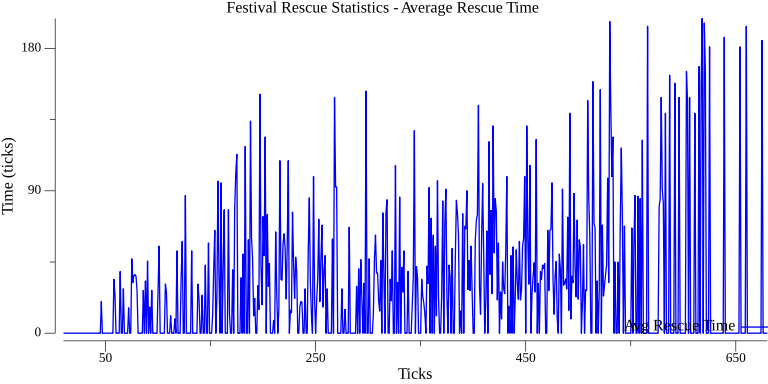 Festival Rescue Statistics - Average Rescue Time
180
90
0
Time (ticks)
Avg Rescue Time
50
250
450
650
Ticks